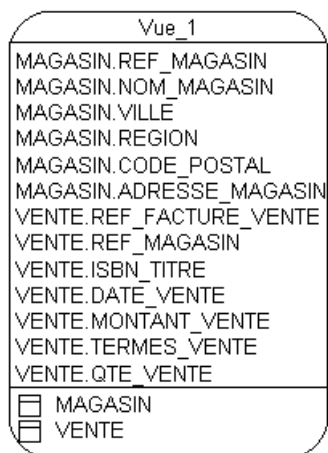 Vue_1
MAGASIN.REF_MAGASIN
MAGASIN.NOM_MAGASIN
MAGASIN.VILLE
MAGASIN.REGION
MAGASIN.CODE_POSTAL
MAGASIN.ADRESSE_MAGASIN
VENTE.REF_FACTURE_VENTE
VENTE.REF_MAGASIN
VENTE.ISBN_TITRE
VENTE.DATE_VENTE
VENTE.MONTANT_VENTE
VENTE.TERMES_VENTE
VENTE.QTE_VENTE
MAGASIN
VENTE